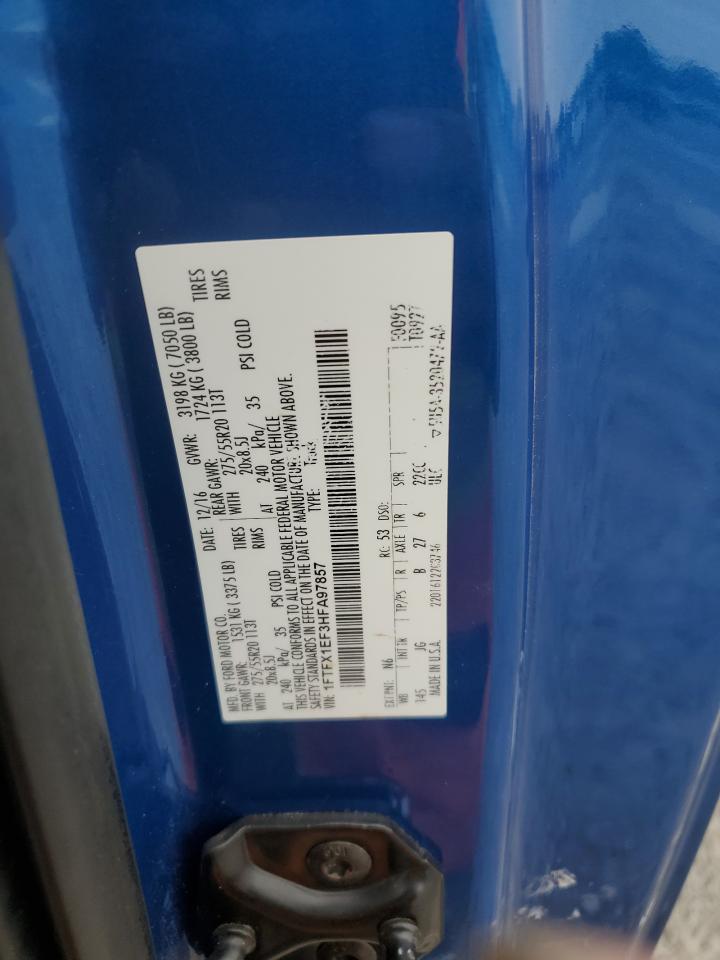 MFD. BY FORD MOTOR CO.
DATE: 12/16 GVWR: 3198 KG ( 7050 LB)
FRONT GAWR: 1531 KG ( 3375 LB) REAR GAWR: 1724 KG ( 3800 LB)
WITH 275/55R20 113T TIRES WITH 275/55R20 113T TIRES
20x8.5J RIMS 20x8.5J RIMS
AT 240 kPa/ 35 PSI COLD AT 240 kPa/ 35 PSI COLD
THIS VEHICLE CONFORMS TO ALL APPLICABLE FEDERAL MOTOR VEHICLE
SAFETY STANDARDS IN EFFECT ON THE DATE OF MANUFACTURE SHOWN ABOVE.
VIN: 1FTFX1EF3HFA97857 TYPE: Truck
EXT PNT: N6 RC: 53 DSO: F0095
WB INT TR TP/PS R AXLE TR SPR T0927
145 JG B 27 6 22CC
MADE IN U.S.A.